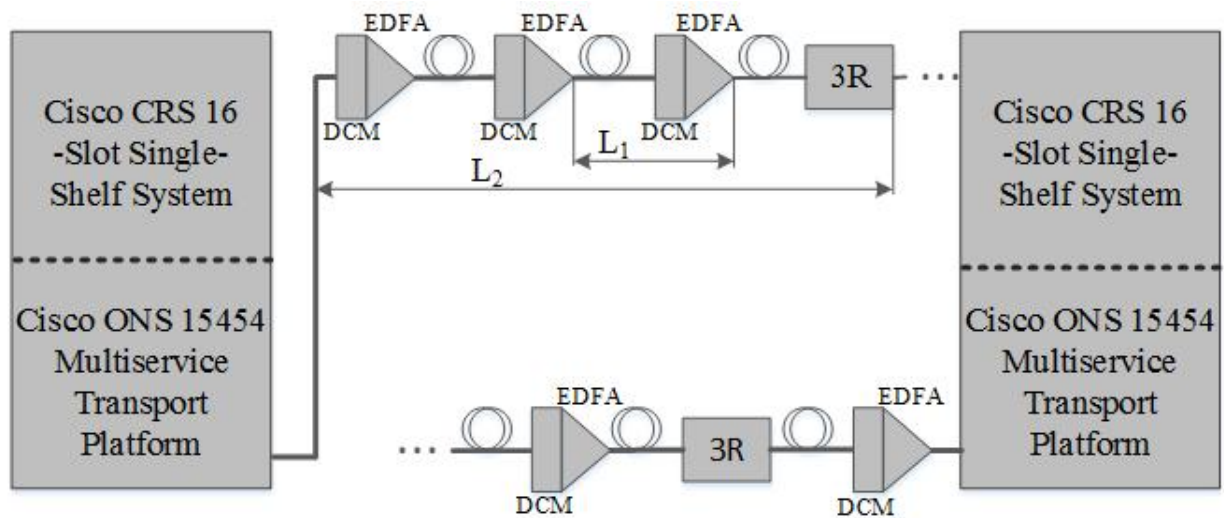 Cisco CRS 16
-Slot Single-
Shelf System
Cisco ONS 15454
Multiservice
Transport
Platform
EDFA
EDFA
EDFA
3R
...
DCM
DCM
DCM
L1
L2
...
EDFA
3R
EDFA
DCM
DCM
Cisco CRS 16
-Slot Single-
Shelf System
Cisco ONS 15454
Multiservice
Transport
Platform